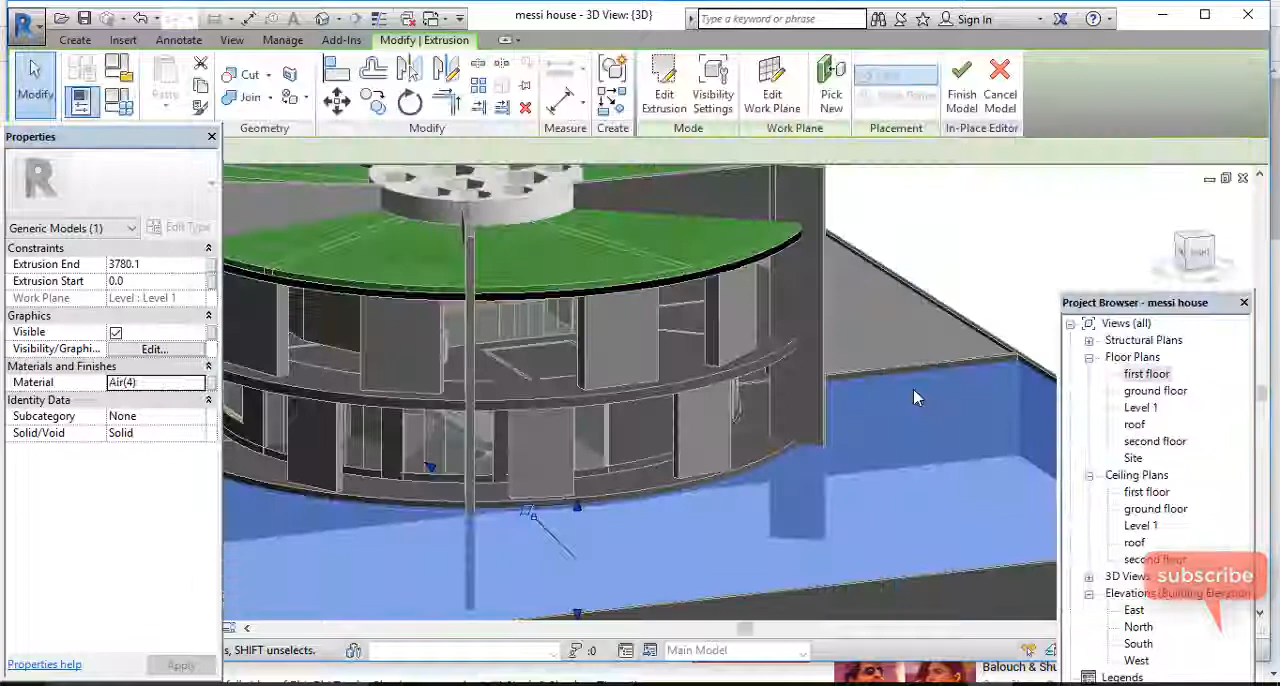 messi house - 3D View: {3D}
Type a keyword or phrase
Sign In
Create Insert Annotate View Manage Add-Ins Modify | Extrusion
Modify
Paste
Cut
Join
Geometry
Modify
Measure
Create
Edit Extrusion
Visibility Settings
Mode
Edit Work Plane
Pick New
Work Plane
Placement
Finish Model
Cancel Model
In-Place Editor
Properties
R
Generic Models (1)
Edit Type
Constraints
Extrusion End 3780.1
Extrusion Start 0.0
Work Plane Level : Level 1
Graphics
Visible
Visibility/Graphi... Edit...
Materials and Finishes
Material Air(4)
Identity Data
Subcategory None
Solid/Void Solid
Properties help
Apply
RIGHT
Project Browser - messi house
Views (all)
Structural Plans
Floor Plans
first floor
ground floor
Level 1
roof
second floor
Site
Ceiling Plans
first floor
ground floor
Level 1
roof
second floor
3D Views
Elevations (Building Elevation
East
North
South
West
Legends
subscribe
s, SHIFT unselects.
:0
Main Model
Balouch & Shu